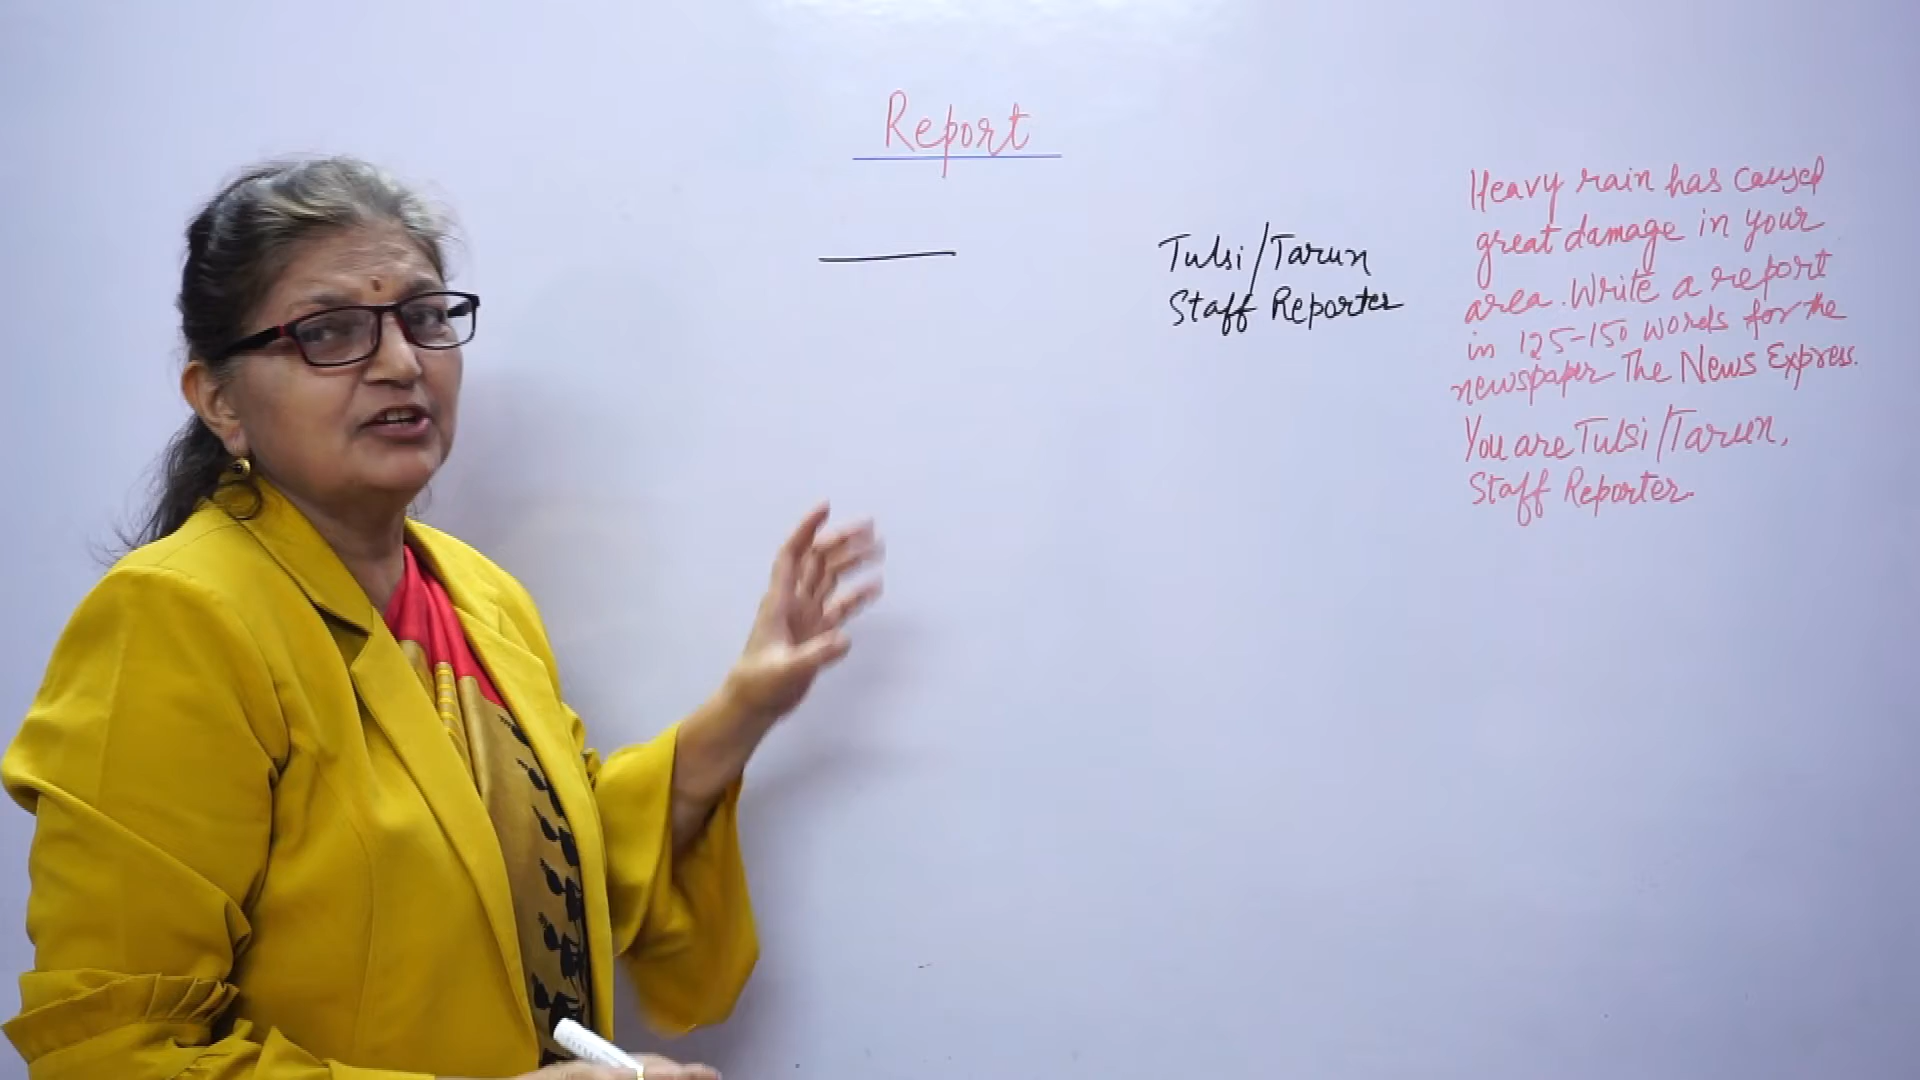 Report
Tulsi/Tarun
Staff Reporter
Heavy rain has caused
great damage in your
area. Write a report
in 125-150 words for the
newspaper The News Express.
You are Tulsi/Tarun,
Staff Reporter.